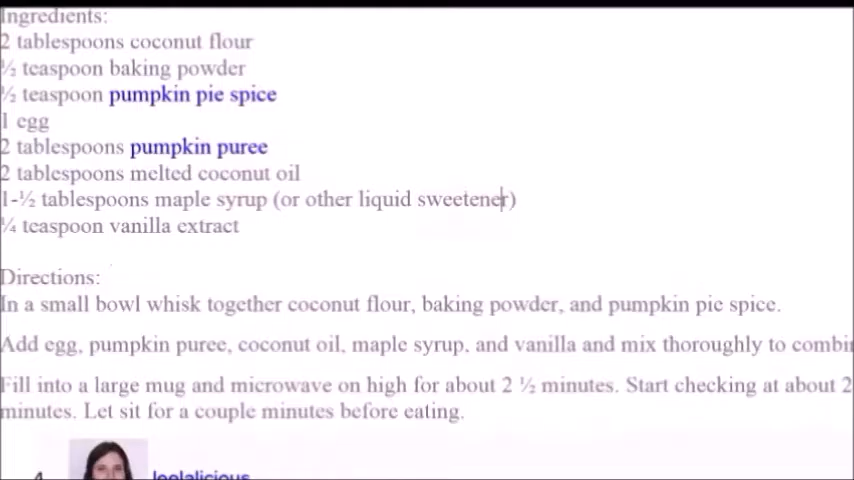 Ingredients:
2 tablespoons coconut flour
½ teaspoon baking powder
½ teaspoon pumpkin pie spice
1 egg
2 tablespoons pumpkin puree
2 tablespoons melted coconut oil
1-½ tablespoons maple syrup (or other liquid sweetener)
¼ teaspoon vanilla extract
Directions:
In a small bowl whisk together coconut flour, baking powder, and pumpkin pie spice.
Add egg, pumpkin puree, coconut oil, maple syrup, and vanilla and mix thoroughly to combi
Fill into a large mug and microwave on high for about 2 ½ minutes. Start checking at about 2
minutes. Let sit for a couple minutes before eating.
leelalicious